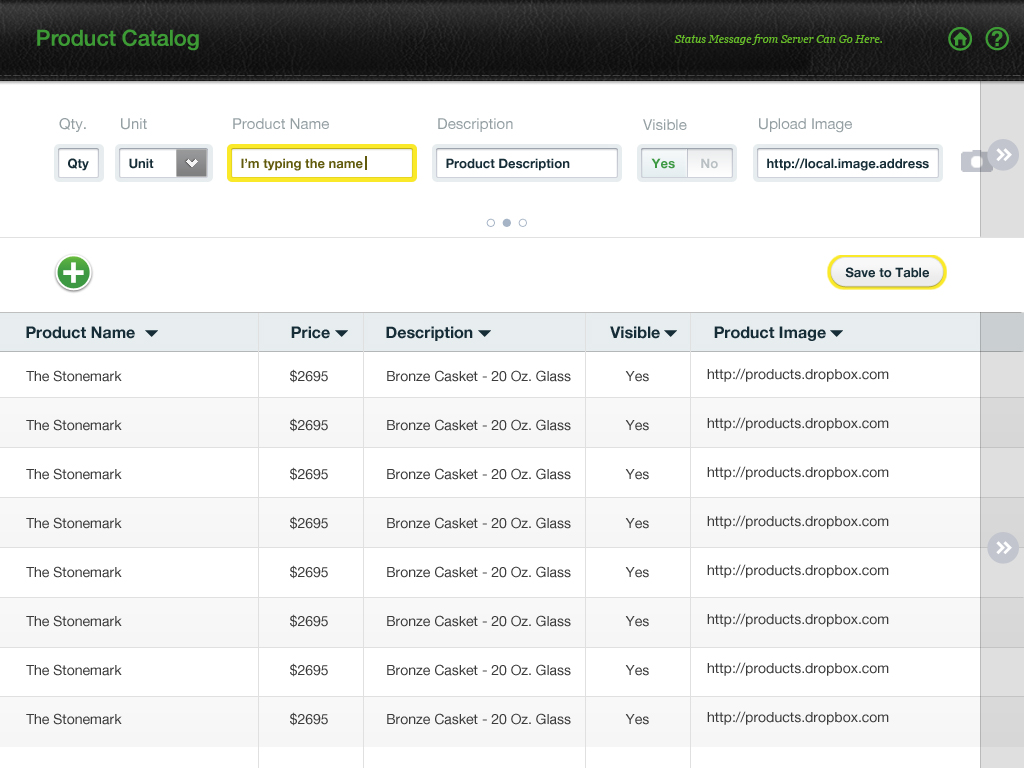 Product Catalog
Status Message from Server Can Go Here.
Qty. Unit Product Name Description Visible Upload Image
Qty Unit I'm typing the name Product Description Yes No http://local.image.address
Save to Table
Product Name Price Description Visible Product Image
The Stonemark $2695 Bronze Casket - 20 Oz. Glass Yes http://products.dropbox.com
The Stonemark $2695 Bronze Casket - 20 Oz. Glass Yes http://products.dropbox.com
The Stonemark $2695 Bronze Casket - 20 Oz. Glass Yes http://products.dropbox.com
The Stonemark $2695 Bronze Casket - 20 Oz. Glass Yes http://products.dropbox.com
The Stonemark $2695 Bronze Casket - 20 Oz. Glass Yes http://products.dropbox.com
The Stonemark $2695 Bronze Casket - 20 Oz. Glass Yes http://products.dropbox.com
The Stonemark $2695 Bronze Casket - 20 Oz. Glass Yes http://products.dropbox.com
The Stonemark $2695 Bronze Casket - 20 Oz. Glass Yes http://products.dropbox.com